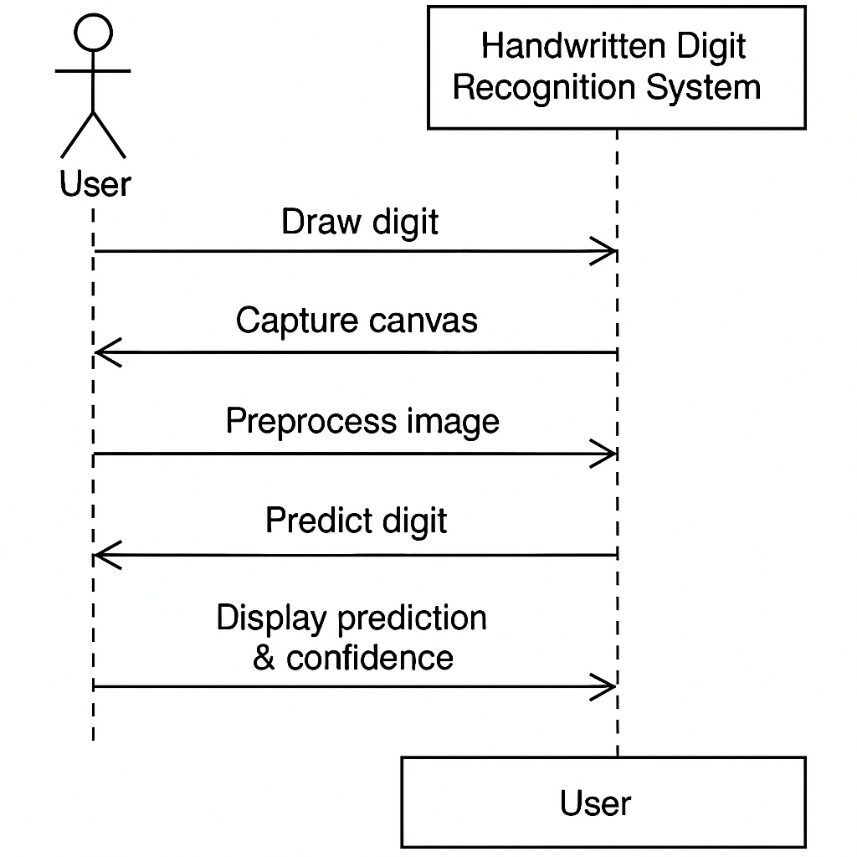 Handwritten Digit
Recognition System
User
Draw digit
Capture canvas
Preprocess image
Predict digit
Display prediction
& confidence
User